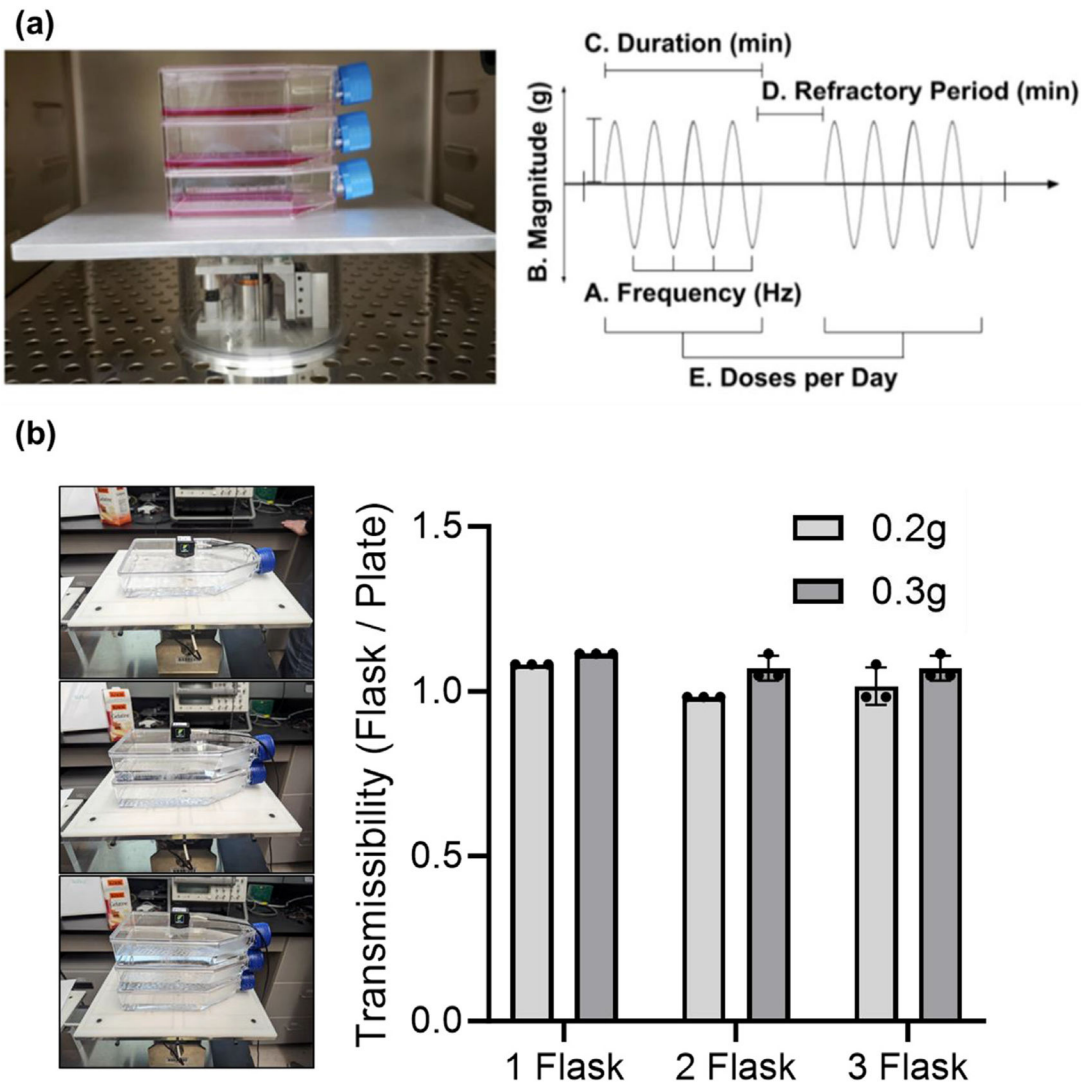 (a)
C. Duration (min)
D. Refractory Period (min)
B. Magnitude (g)
A. Frequency (Hz)
E. Doses per Day
(b)
Transmissibility (Flask / Plate)
1.5
1.0
0.5
0.0
0.2g
0.3g
1 Flask
2 Flask
3 Flask